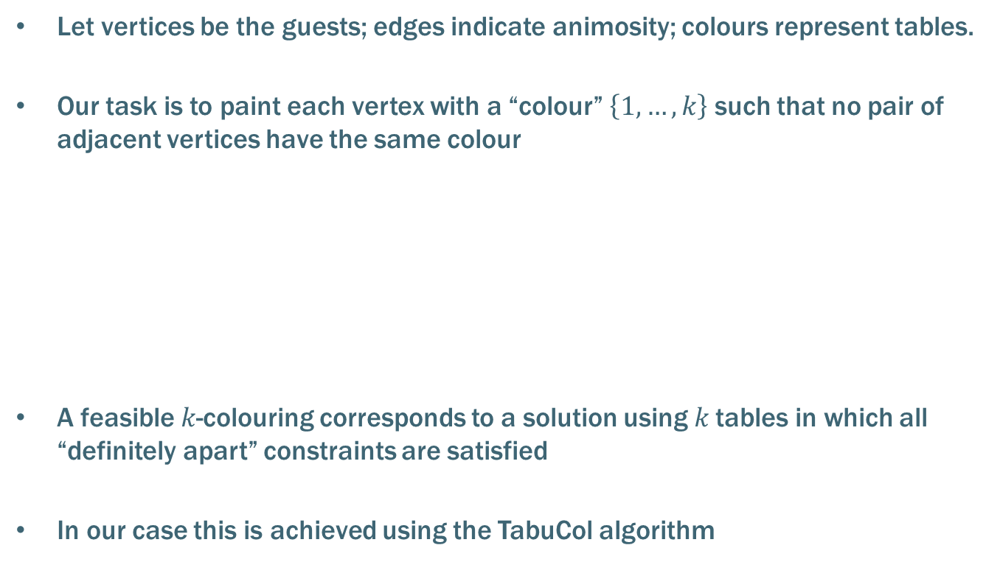 • Let vertices be the guests; edges indicate animosity; colours represent tables.
• Our task is to paint each vertex with a “colour” {1, … , k} such that no pair of
adjacent vertices have the same colour
• A feasible k-colouring corresponds to a solution using k tables in which all
“definitely apart” constraints are satisfied
• In our case this is achieved using the TabuCol algorithm